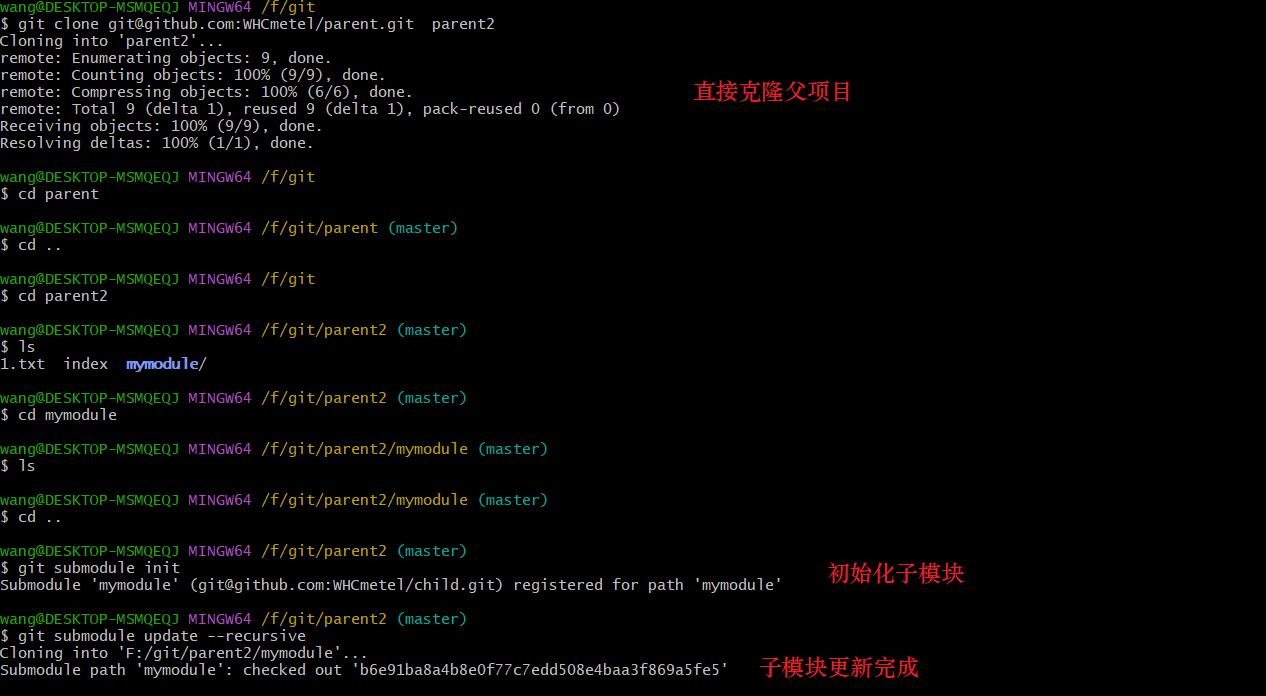 wang@DESKTOP-MSMQEQJ MINGW64 /f/git
$ git clone git@github.com:WHCmetel/parent.git  parent2
Cloning into 'parent2'...
remote: Enumerating objects: 9, done.
remote: Counting objects: 100% (9/9), done.
remote: Compressing objects: 100% (6/6), done.
直接克隆父项目
remote: Total 9 (delta 1), reused 9 (delta 1), pack-reused 0 (from 0)
Receiving objects: 100% (9/9), done.
Resolving deltas: 100% (1/1), done.
wang@DESKTOP-MSMQEQJ MINGW64 /f/git
$ cd parent
wang@DESKTOP-MSMQEQJ MINGW64 /f/git/parent (master)
$ cd ..
wang@DESKTOP-MSMQEQJ MINGW64 /f/git
$ cd parent2
wang@DESKTOP-MSMQEQJ MINGW64 /f/git/parent2 (master)
$ ls
1.txt  index  mymodule/
wang@DESKTOP-MSMQEQJ MINGW64 /f/git/parent2 (master)
$ cd mymodule
wang@DESKTOP-MSMQEQJ MINGW64 /f/git/parent2/mymodule (master)
$ ls
wang@DESKTOP-MSMQEQJ MINGW64 /f/git/parent2/mymodule (master)
$ cd ..
wang@DESKTOP-MSMQEQJ MINGW64 /f/git/parent2 (master)
$ git submodule init
初始化子模块
Submodule 'mymodule' (git@github.com:WHCmetel/child.git) registered for path 'mymodule'
wang@DESKTOP-MSMQEQJ MINGW64 /f/git/parent2 (master)
$ git submodule update --recursive
Cloning into 'F:/git/parent2/mymodule'...
Submodule path 'mymodule': checked out 'b6e91ba8a4b8e0f77c7edd508e4baa3f869a5fe5'
子模块更新完成